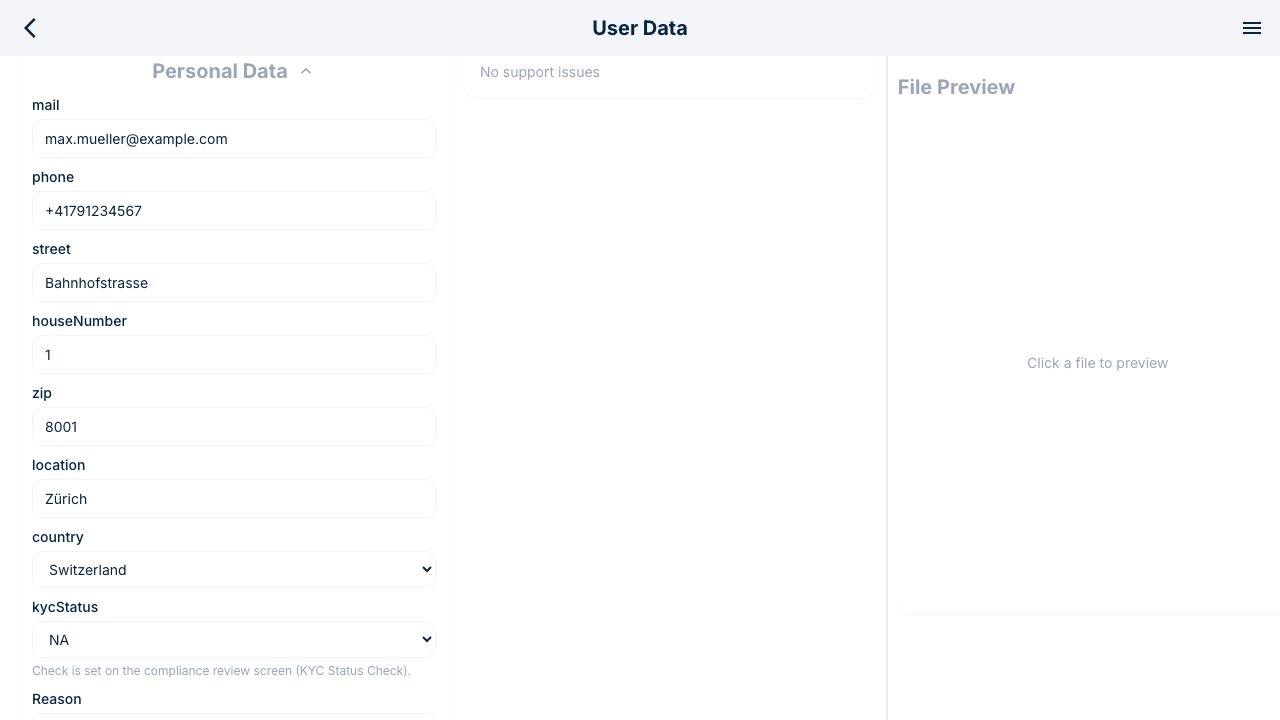 User Data
Personal Data
mail
max.mueller@example.com
phone
+41791234567
street
Bahnhofstrasse
houseNumber
1
zip
8001
location
Zürich
country
Switzerland
kycStatus
NA
Check is set on the compliance review screen (KYC Status Check).
Reason
No support issues
File Preview
Click a file to preview